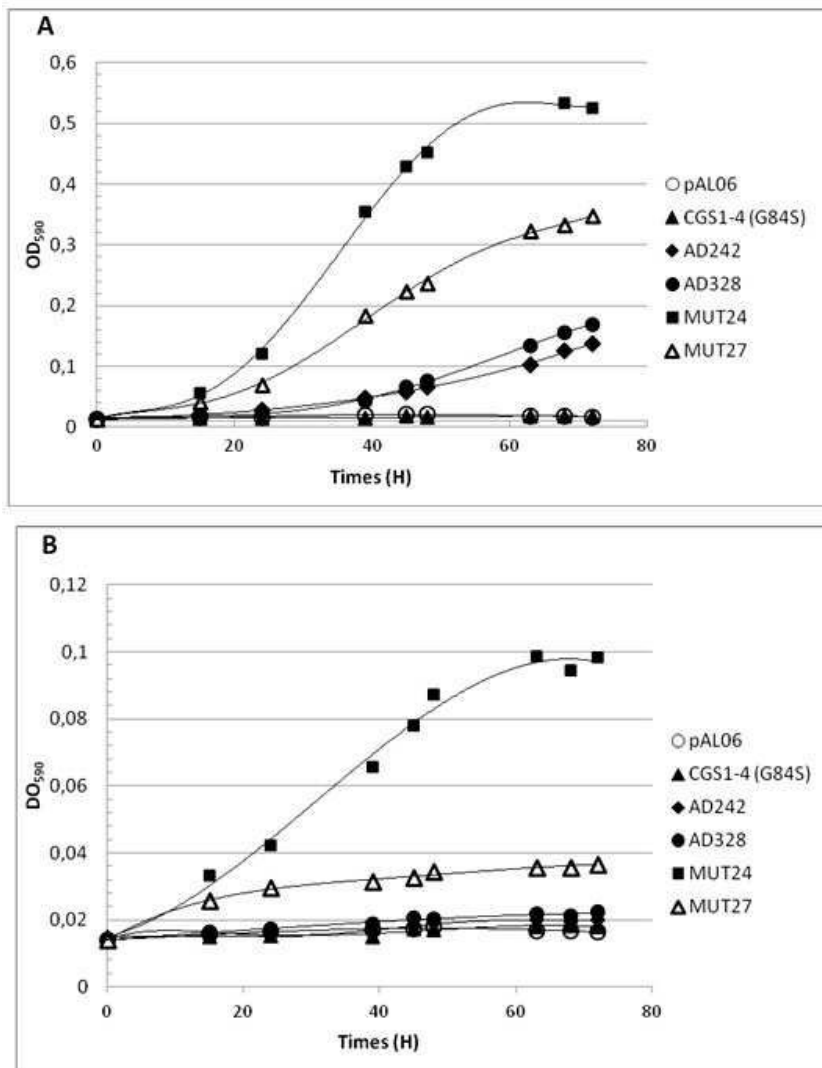 A
0,6
0,5
0,4
0,3
0,2
0,1
0
OD590
0 20 40 60 80
Times (H)
pAL06
CGS1-4 (G84S)
AD242
AD328
MUT24
MUT27
B
0,12
0,1
0,08
0,06
0,04
0,02
0
DO590
0 20 40 60 80
Times (H)
pAL06
CGS1-4 (G84S)
AD242
AD328
MUT24
MUT27